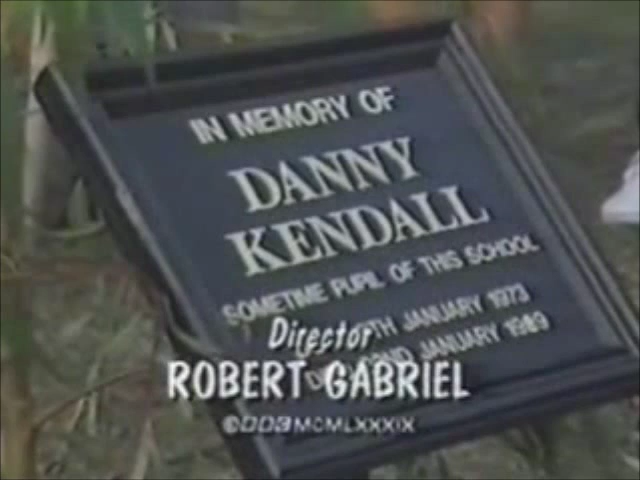 IN MEMORY OF
DANNY
KENDALL
SOMETIME PUPIL OF THIS SCHOOL
TH JANUARY 1973
JANUARY 1989
Director
ROBERT GABRIEL
©BBC MCMLXXXIX